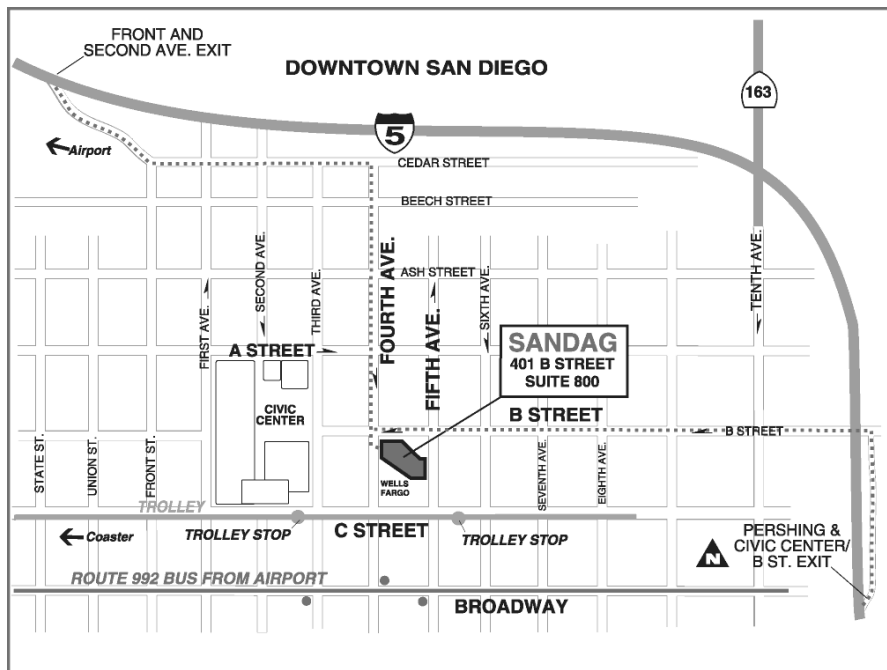 FRONT AND
SECOND AVE. EXIT
DOWNTOWN SAN DIEGO
163
5
Airport
CEDAR STREET
BEECH STREET
ASH STREET
FIRST AVE.
SECOND AVE.
THIRD AVE.
FOURTH AVE.
FIFTH AVE.
SIXTH AVE.
TENTH AVE.
A STREET
SANDAG
401 B STREET
SUITE 800
CIVIC
CENTER
B STREET
B STREET
STATE ST.
UNION ST.
FRONT ST.
WELLS
FARGO
SEVENTH AVE.
EIGHTH AVE.
TROLLEY
Coaster
TROLLEY STOP
C STREET
TROLLEY STOP
N
PERSHING &
CIVIC CENTER/
B ST. EXIT
ROUTE 992 BUS FROM AIRPORT
BROADWAY